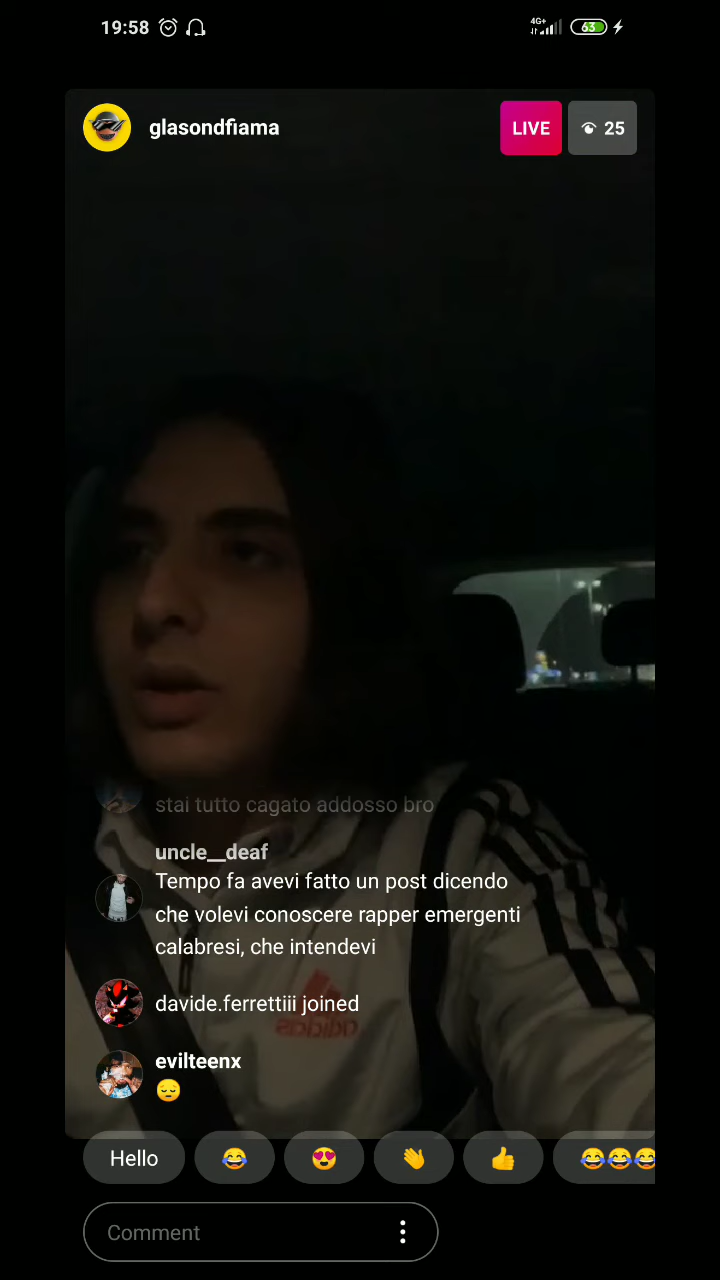 19:58
4G+
63
glasondfiama
LIVE
25
stai tutto cagato addosso bro
uncle__deaf
Tempo fa avevi fatto un post dicendo
che volevi conoscere rapper emergenti
calabresi, che intendevi
davide.ferrettiii joined
evilteenx
😔
adidas
Hello
😂
😍
👋
👍
😂😂😂
Comment